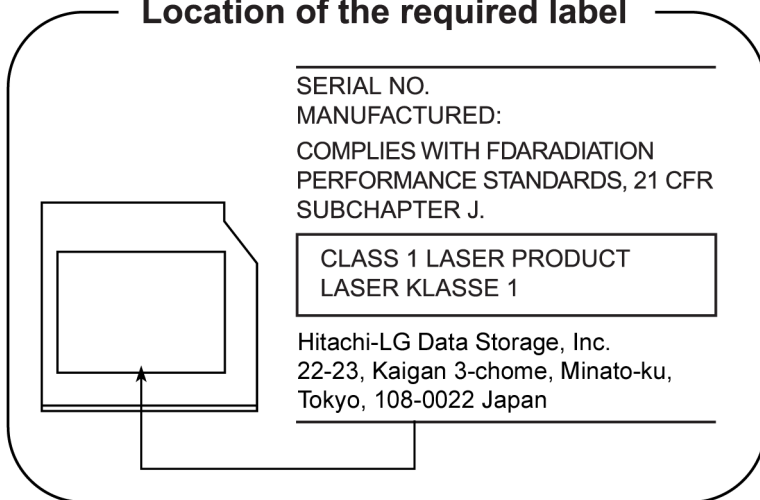 Location of the required label
SERIAL NO.
MANUFACTURED:
COMPLIES WITH FDARADIATION
PERFORMANCE STANDARDS, 21 CFR
SUBCHAPTER J.
CLASS 1 LASER PRODUCT
LASER KLASSE 1
Hitachi-LG Data Storage, Inc.
22-23, Kaigan 3-chome, Minato-ku,
Tokyo, 108-0022 Japan